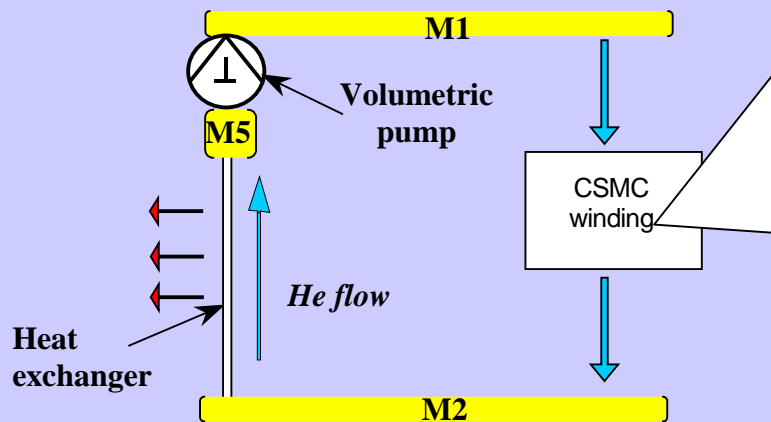 M1
Volumetric
pump
M5
CSMC
winding
He flow
Heat
exchanger
M2